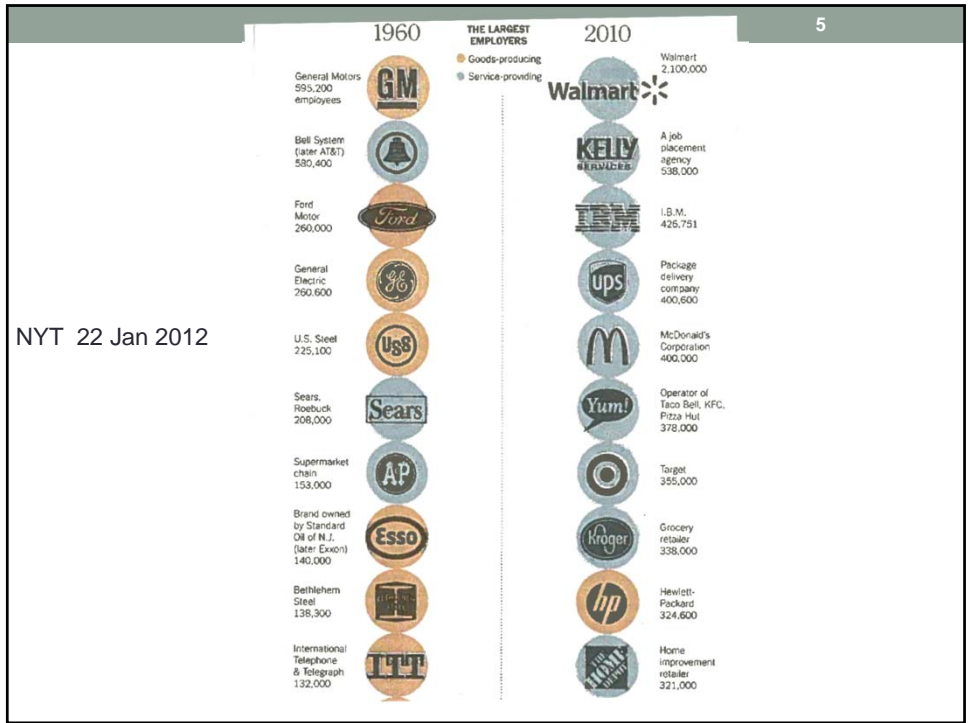 5
1960
THE LARGEST
EMPLOYERS
2010
Goods-producing
Service-providing
General Motors
595,200
employees
GM
Bell System
(later AT&T)
580,400
Ford
Motor
260,000
Ford
General
Electric
260,600
GE
U.S. Steel
225,100
USS
Sears,
Roebuck
208,000
Sears
Supermarket
chain
153,000
A&P
Brand owned
by Standard
Oil of N.J.
(later Exxon)
140,000
Esso
Bethlehem
Steel
138,300
International
Telephone
& Telegraph
132,000
ITT
Walmart
2,100,000
Walmart
KELLY
SERVICES
A job
placement
agency
538,000
IBM
I.B.M.
426,751
ups
Package
delivery
company
400,600
McDonald's
Corporation
400,000
Yum!
Operator of
Taco Bell, KFC,
Pizza Hut
378,000
Target
355,000
Kroger
Grocery
retailer
338,000
hp
Hewlett-
Packard
324,600
THE
HOME
DEPOT
Home
improvement
retailer
321,000
NYT 22 Jan 2012